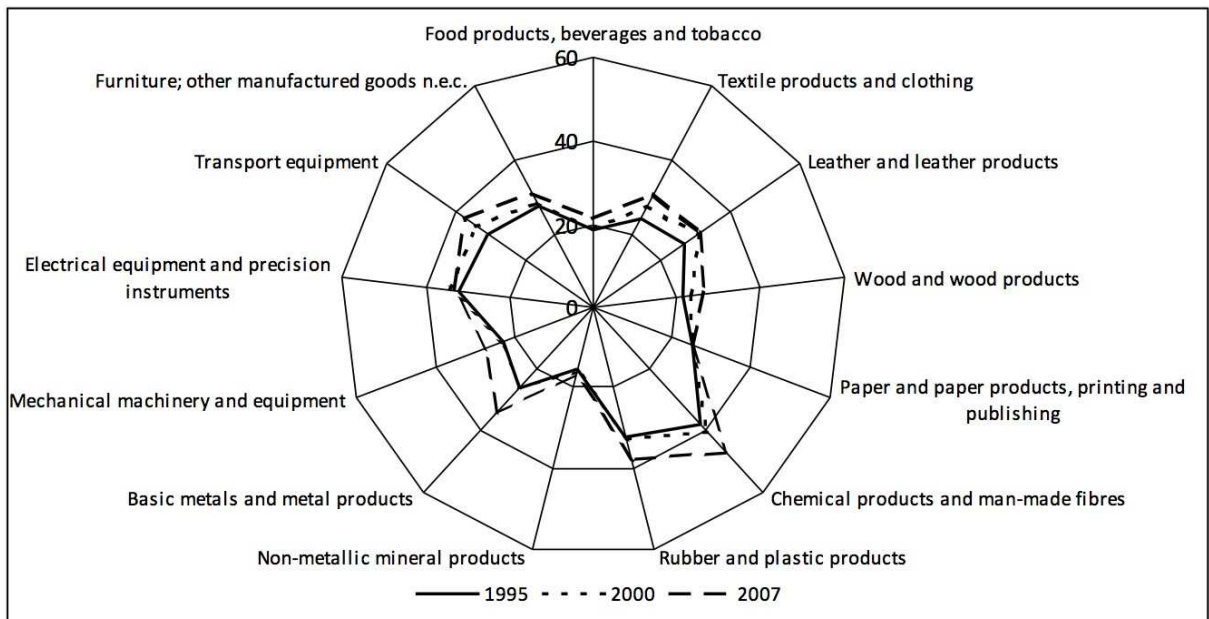 Food products, beverages and tobacco
60
Furniture; other manufactured goods n.e.c.
Textile products and clothing
40
Transport equipment
Leather and leather products
20
Electrical equipment and precision
instruments
Wood and wood products
0
Mechanical machinery and equipment
Paper and paper products, printing and
publishing
Basic metals and metal products
Chemical products and man-made fibres
Non-metallic mineral products
Rubber and plastic products
1995
2000
2007